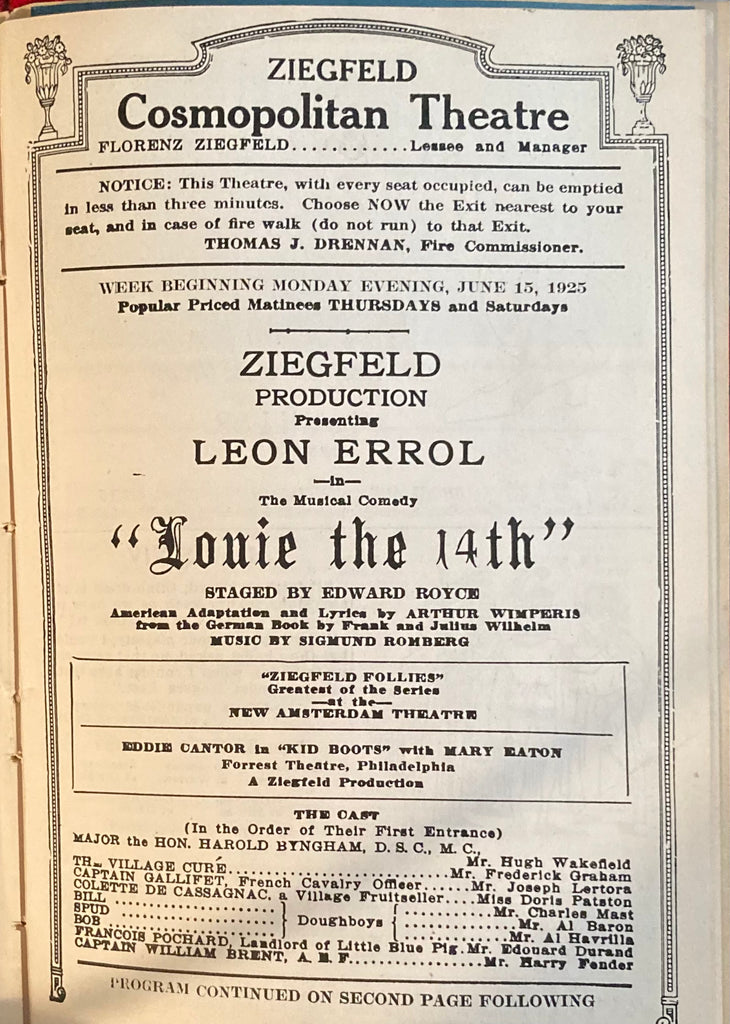 ZIEGFELD
Cosmopolitan Theatre
FLORENZ ZIEGFELD............Lessee and Manager
NOTICE: This Theatre, with every seat occupied, can be emptied
in less than three minutes. Choose NOW the Exit nearest to your
seat, and in case of fire walk (do not run) to that Exit.
THOMAS J. DRENNAN, Fire Commissioner.
WEEK BEGINNING MONDAY EVENING, JUNE 15, 1925
Popular Priced Matinees THURSDAYS and Saturdays
ZIEGFELD
PRODUCTION
Presenting
LEON ERROL
—in—
The Musical Comedy
“Louie the 14th”
STAGED BY EDWARD ROYCE
American Adaptation and Lyrics by ARTHUR WIMPERIS
from the German Book by Frank and Julius Wilhelm
MUSIC BY SIGMUND ROMBERG
“ZIEGFELD FOLLIES”
Greatest of the Series
—at the—
NEW AMSTERDAM THEATRE
EDDIE CANTOR in “KID BOOTS” with MARY EATON
Forrest Theatre, Philadelphia
A Ziegfeld Production
THE CAST
(In the Order of Their First Entrance)
MAJOR the HON. HAROLD BYNGHAM, D. S. C., M. C.,
Mr. Hugh Wakefield
THE VILLAGE CURÉ..............................Mr. Frederick Graham
CAPTAIN GALLIFET, French Cavalry Officer......Mr. Joseph Lertora
COLETTE DE CASSAGNAC, a Village Fruitseller....Miss Doris Patston
BILL ....................... Mr. Charles Mast
SPUD ....................... Doughboys ............Mr. Al Baron
BOB ....................... Mr. Al Havrilla
FRANCOIS POCHARD, Landlord of Little Blue Pig.Mr. Edouard Durand
CAPTAIN WILLIAM BRENT, A. E. F..................Mr. Harry Fender
PROGRAM CONTINUED ON SECOND PAGE FOLLOWING